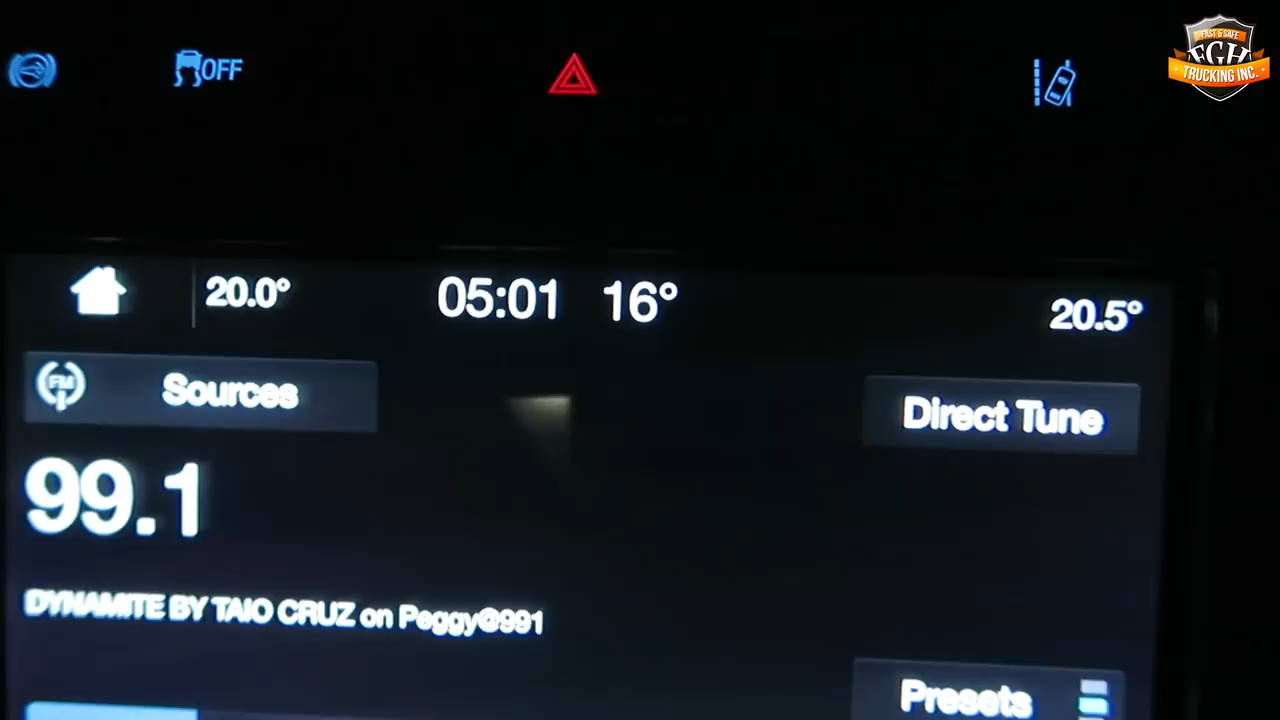 OFF
FAST & SAFE
FGH
TRUCKING INC.
20.0°
05:01
16°
20.5°
FM
Sources
Direct Tune
99.1
DYNAMITE BY TAIO CRUZ on Peggy@991
Presets